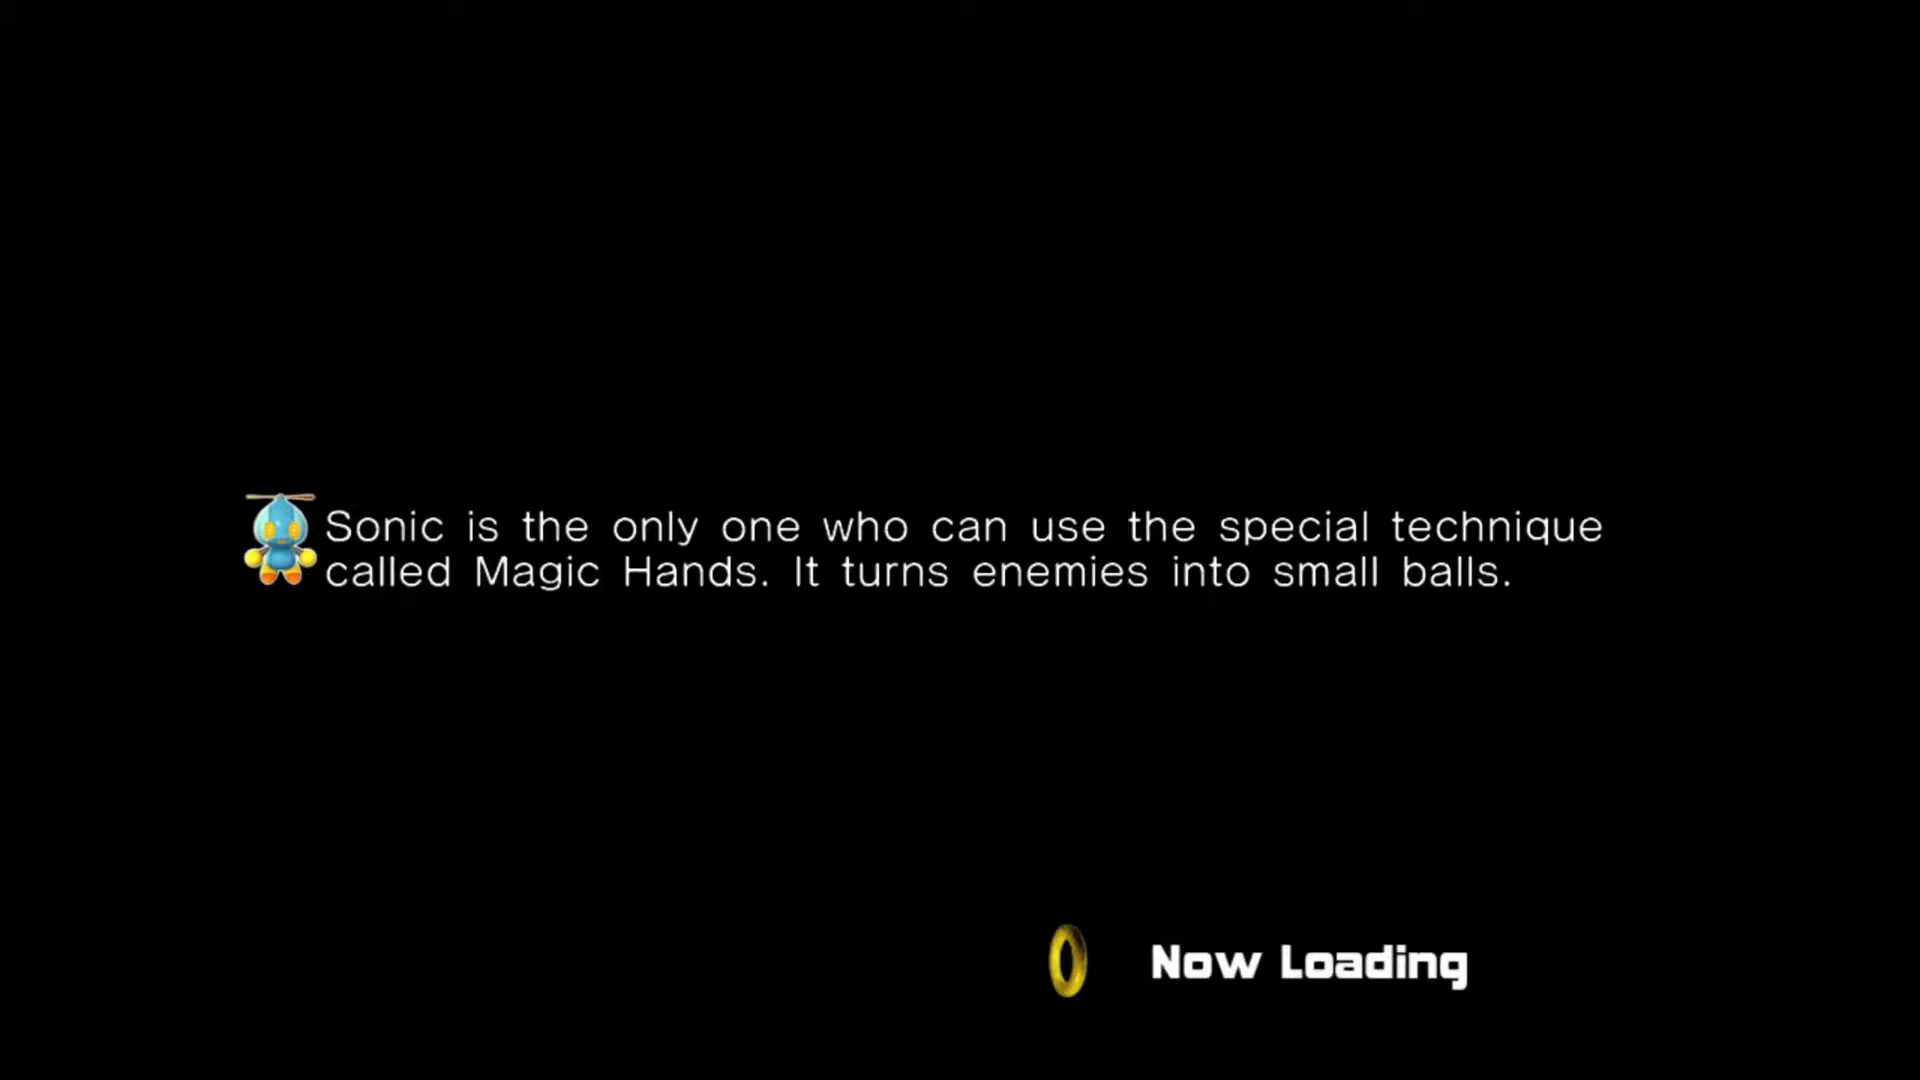 Sonic is the only one who can use the special technique
called Magic Hands. It turns enemies into small balls.
Now Loading